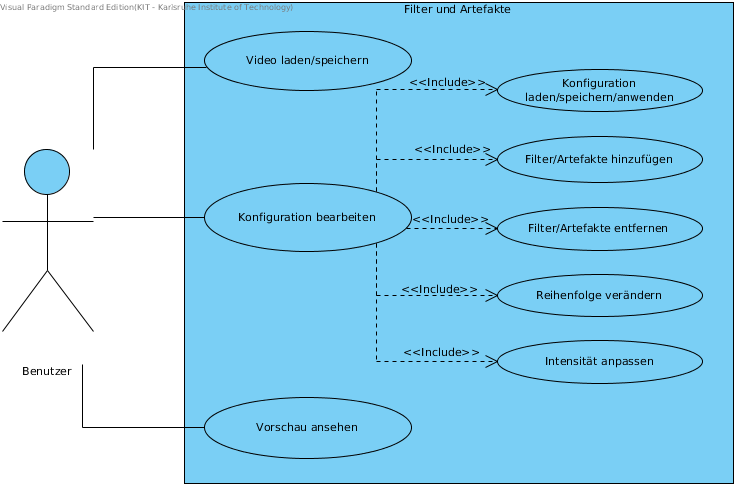 Visual Paradigm Standard Edition(KIT - Karlsruhe Institute of Technology)
Filter und Artefakte
Video laden/speichern
<<Include>>
Konfiguration
laden/speichern/anwenden
<<Include>>
Filter/Artefakte hinzufügen
Konfiguration bearbeiten
<<Include>>
Filter/Artefakte entfernen
<<Include>>
Reihenfolge verändern
<<Include>>
Intensität anpassen
Benutzer
Vorschau ansehen